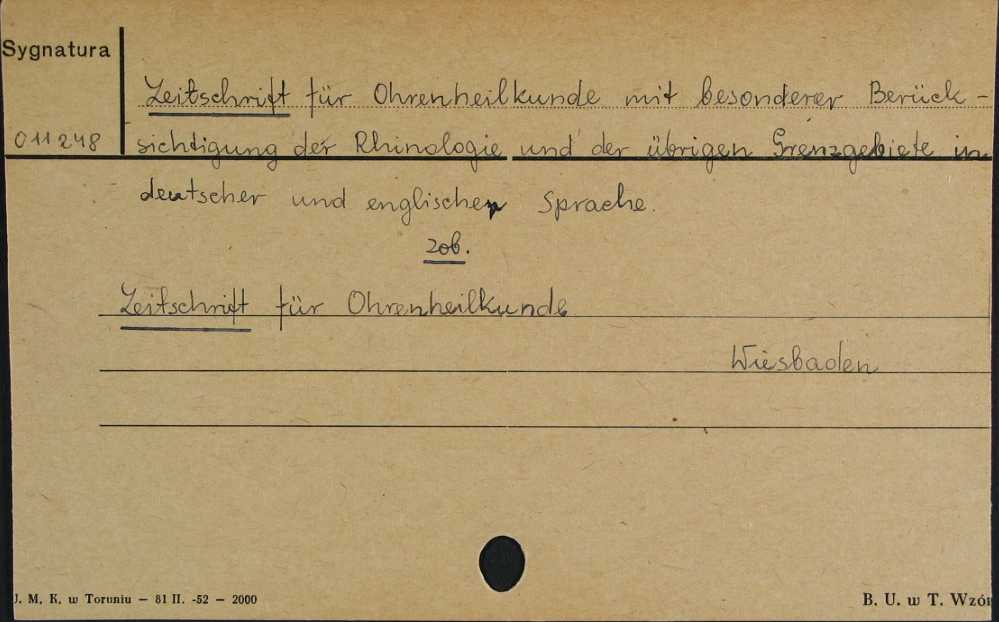 Sygnatura
Zeitschrift für Ohrenheilkunde mit besonderer Berück-
011248
sichtigung der Rhinologie und der übrigen Grenzgebiete in
deutscher und englischer Sprache.
zob.
Zeitschrift für Ohrenheilkunde
Wiesbaden
J. M. K. w Toruniu — 81 II. -52 — 2000
B. U. w T. Wzór